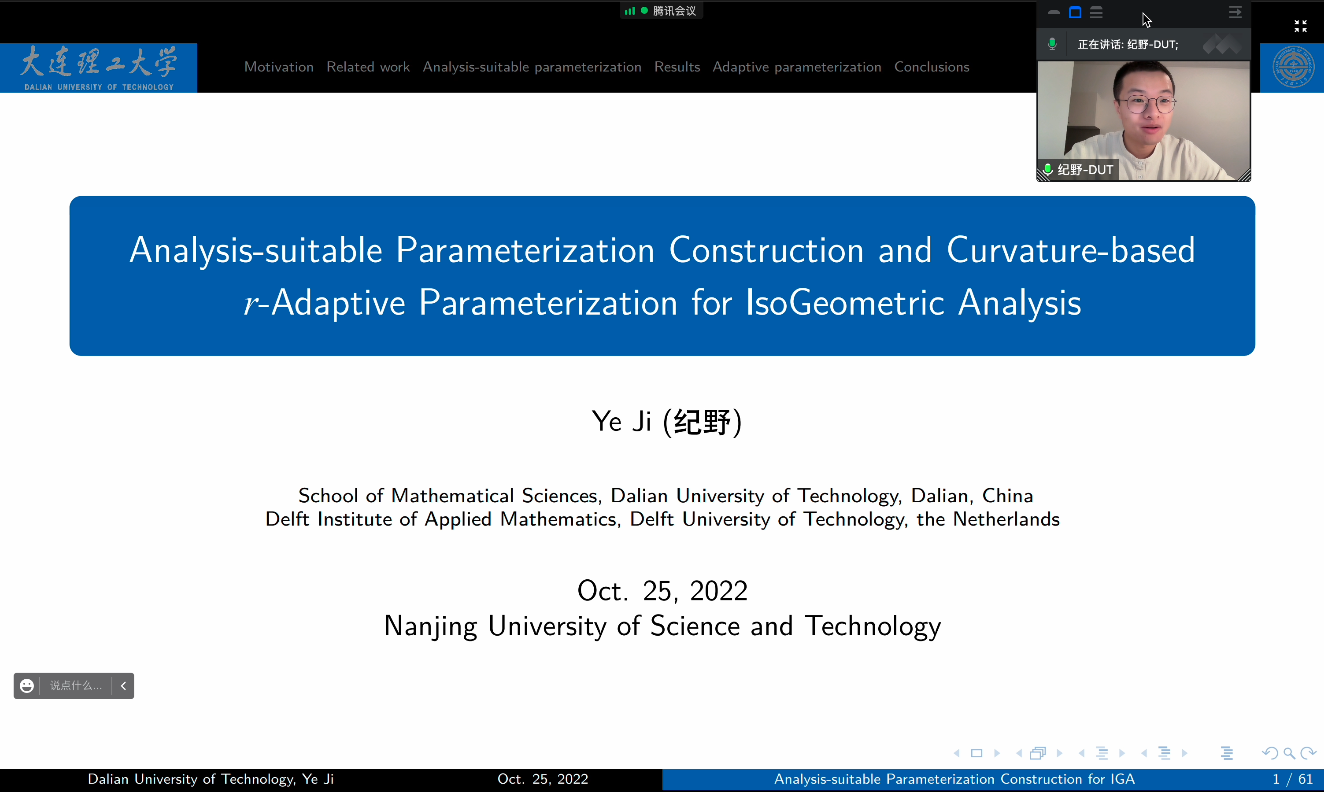 腾讯会议
正在讲话: 纪野-DUT;
大连理工大学
DALIAN UNIVERSITY OF TECHNOLOGY
Motivation Related work Analysis-suitable parameterization Results Adaptive parameterization Conclusions
纪野-DUT
Analysis-suitable Parameterization Construction and Curvature-based
r-Adaptive Parameterization for IsoGeometric Analysis
Ye Ji (纪野)
School of Mathematical Sciences, Dalian University of Technology, Dalian, China
Delft Institute of Applied Mathematics, Delft University of Technology, the Netherlands
Oct. 25, 2022
Nanjing University of Science and Technology
说点什么...
Dalian University of Technology, Ye Ji Oct. 25, 2022 Analysis-suitable Parameterization Construction for IGA 1 / 61